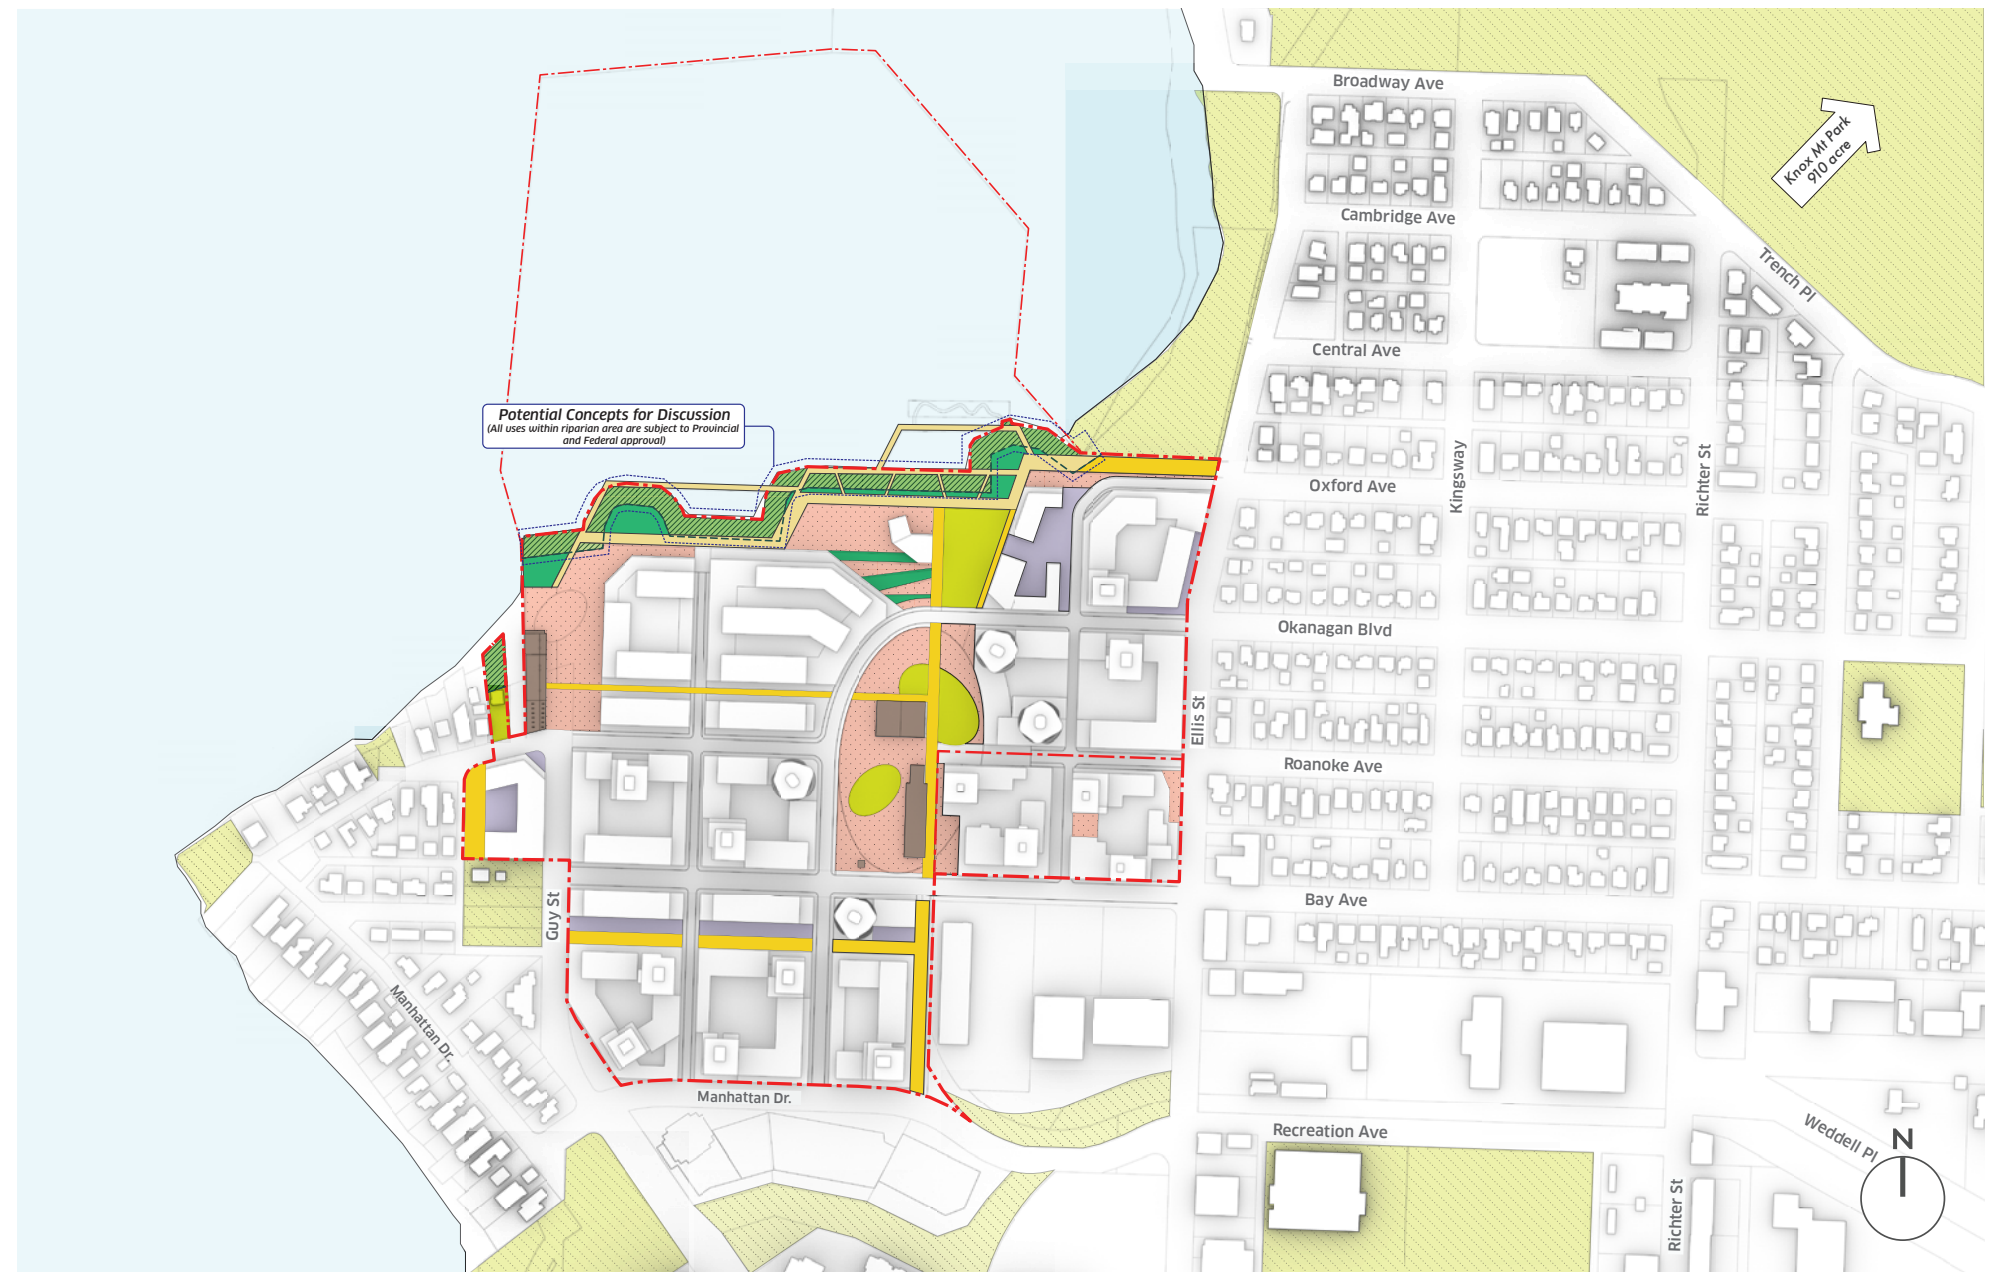 Broadway Ave
Knox Mt Park
910 acre
Cambridge Ave
Trench Pl
Central Ave
Potential Concepts for Discussion
(All uses within riparian area are subject to Provincial
and Federal approval)
Kingsway
Richter St
Oxford Ave
Okanagan Blvd
Ellis St
Roanoke Ave
Guy St
Bay Ave
Manhattan Dr.
Manhattan Dr.
Recreation Ave
Weddell Pl
N
Richter St